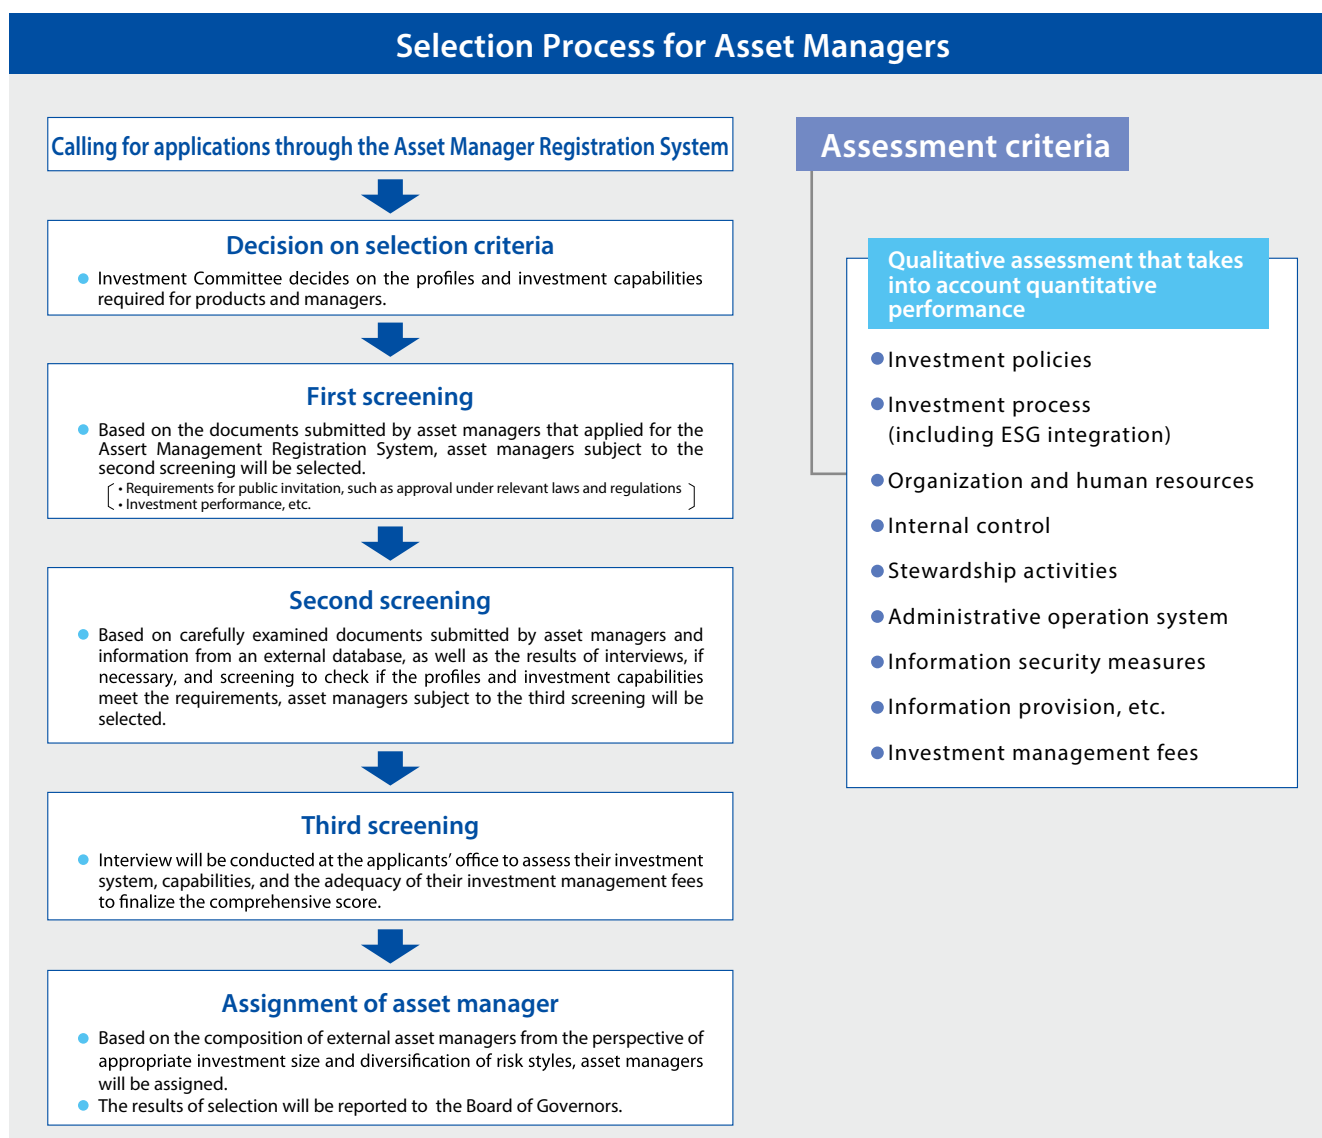 Selection Process for Asset Managers
Calling for applications through the Asset Manager Registration System
Decision on selection criteria
● Investment Committee decides on the profiles and investment capabilities
required for products and managers.
First screening
● Based on the documents submitted by asset managers that applied for the
Assert Management Registration System, asset managers subject to the
second screening will be selected.
• Requirements for public invitation, such as approval under relevant laws and regulations
• Investment performance, etc.
Second screening
● Based on carefully examined documents submitted by asset managers and
information from an external database, as well as the results of interviews, if
necessary, and screening to check if the profiles and investment capabilities
meet the requirements, asset managers subject to the third screening will be
selected.
Third screening
● Interview will be conducted at the applicants' office to assess their investment
system, capabilities, and the adequacy of their investment management fees
to finalize the comprehensive score.
Assignment of asset manager
● Based on the composition of external asset managers from the perspective of
appropriate investment size and diversification of risk styles, asset managers
will be assigned.
● The results of selection will be reported to the Board of Governors.
Assessment criteria
Qualitative assessment that takes
into account quantitative
performance
● Investment policies
● Investment process
(including ESG integration)
● Organization and human resources
● Internal control
● Stewardship activities
● Administrative operation system
● Information security measures
● Information provision, etc.
● Investment management fees